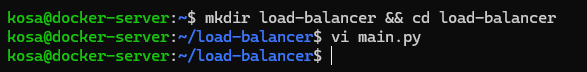 kosa@docker-server:~$ mkdir load-balancer && cd load-balancer
kosa@docker-server:~/load-balancer$ vi main.py
kosa@docker-server:~/load-balancer$